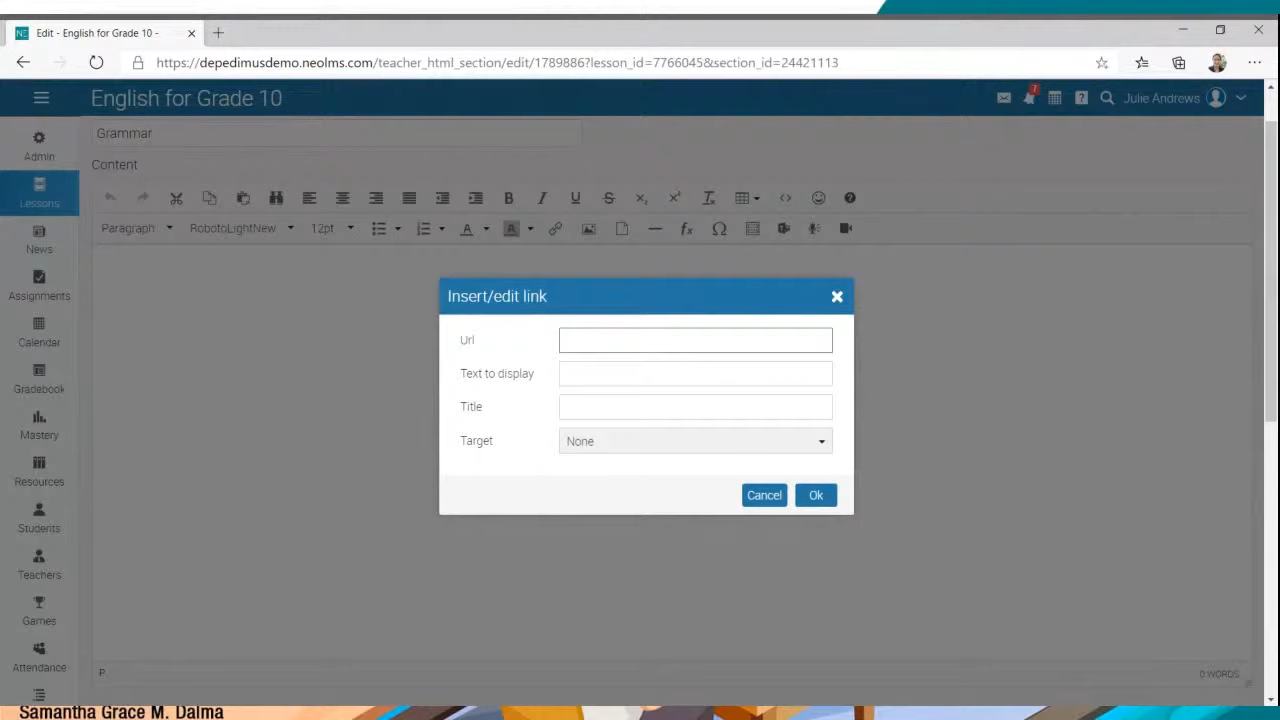 Edit - English for Grade 10 -
https://depedimusdemo.neolms.com/teacher_html_section/edit/1789886?lesson_id=7766045&section_id=24421113
English for Grade 10
7
Julie Andrews
Grammar
Content
Admin
Lessons
News
Assignments
Calendar
Gradebook
Mastery
Resources
Students
Teachers
Games
Attendance
Paragraph RobotoLightNew 12pt
Insert/edit link
Url
Text to display
Title
Target None
Cancel Ok
P
0 WORDS
Samantha Grace M. Dalma